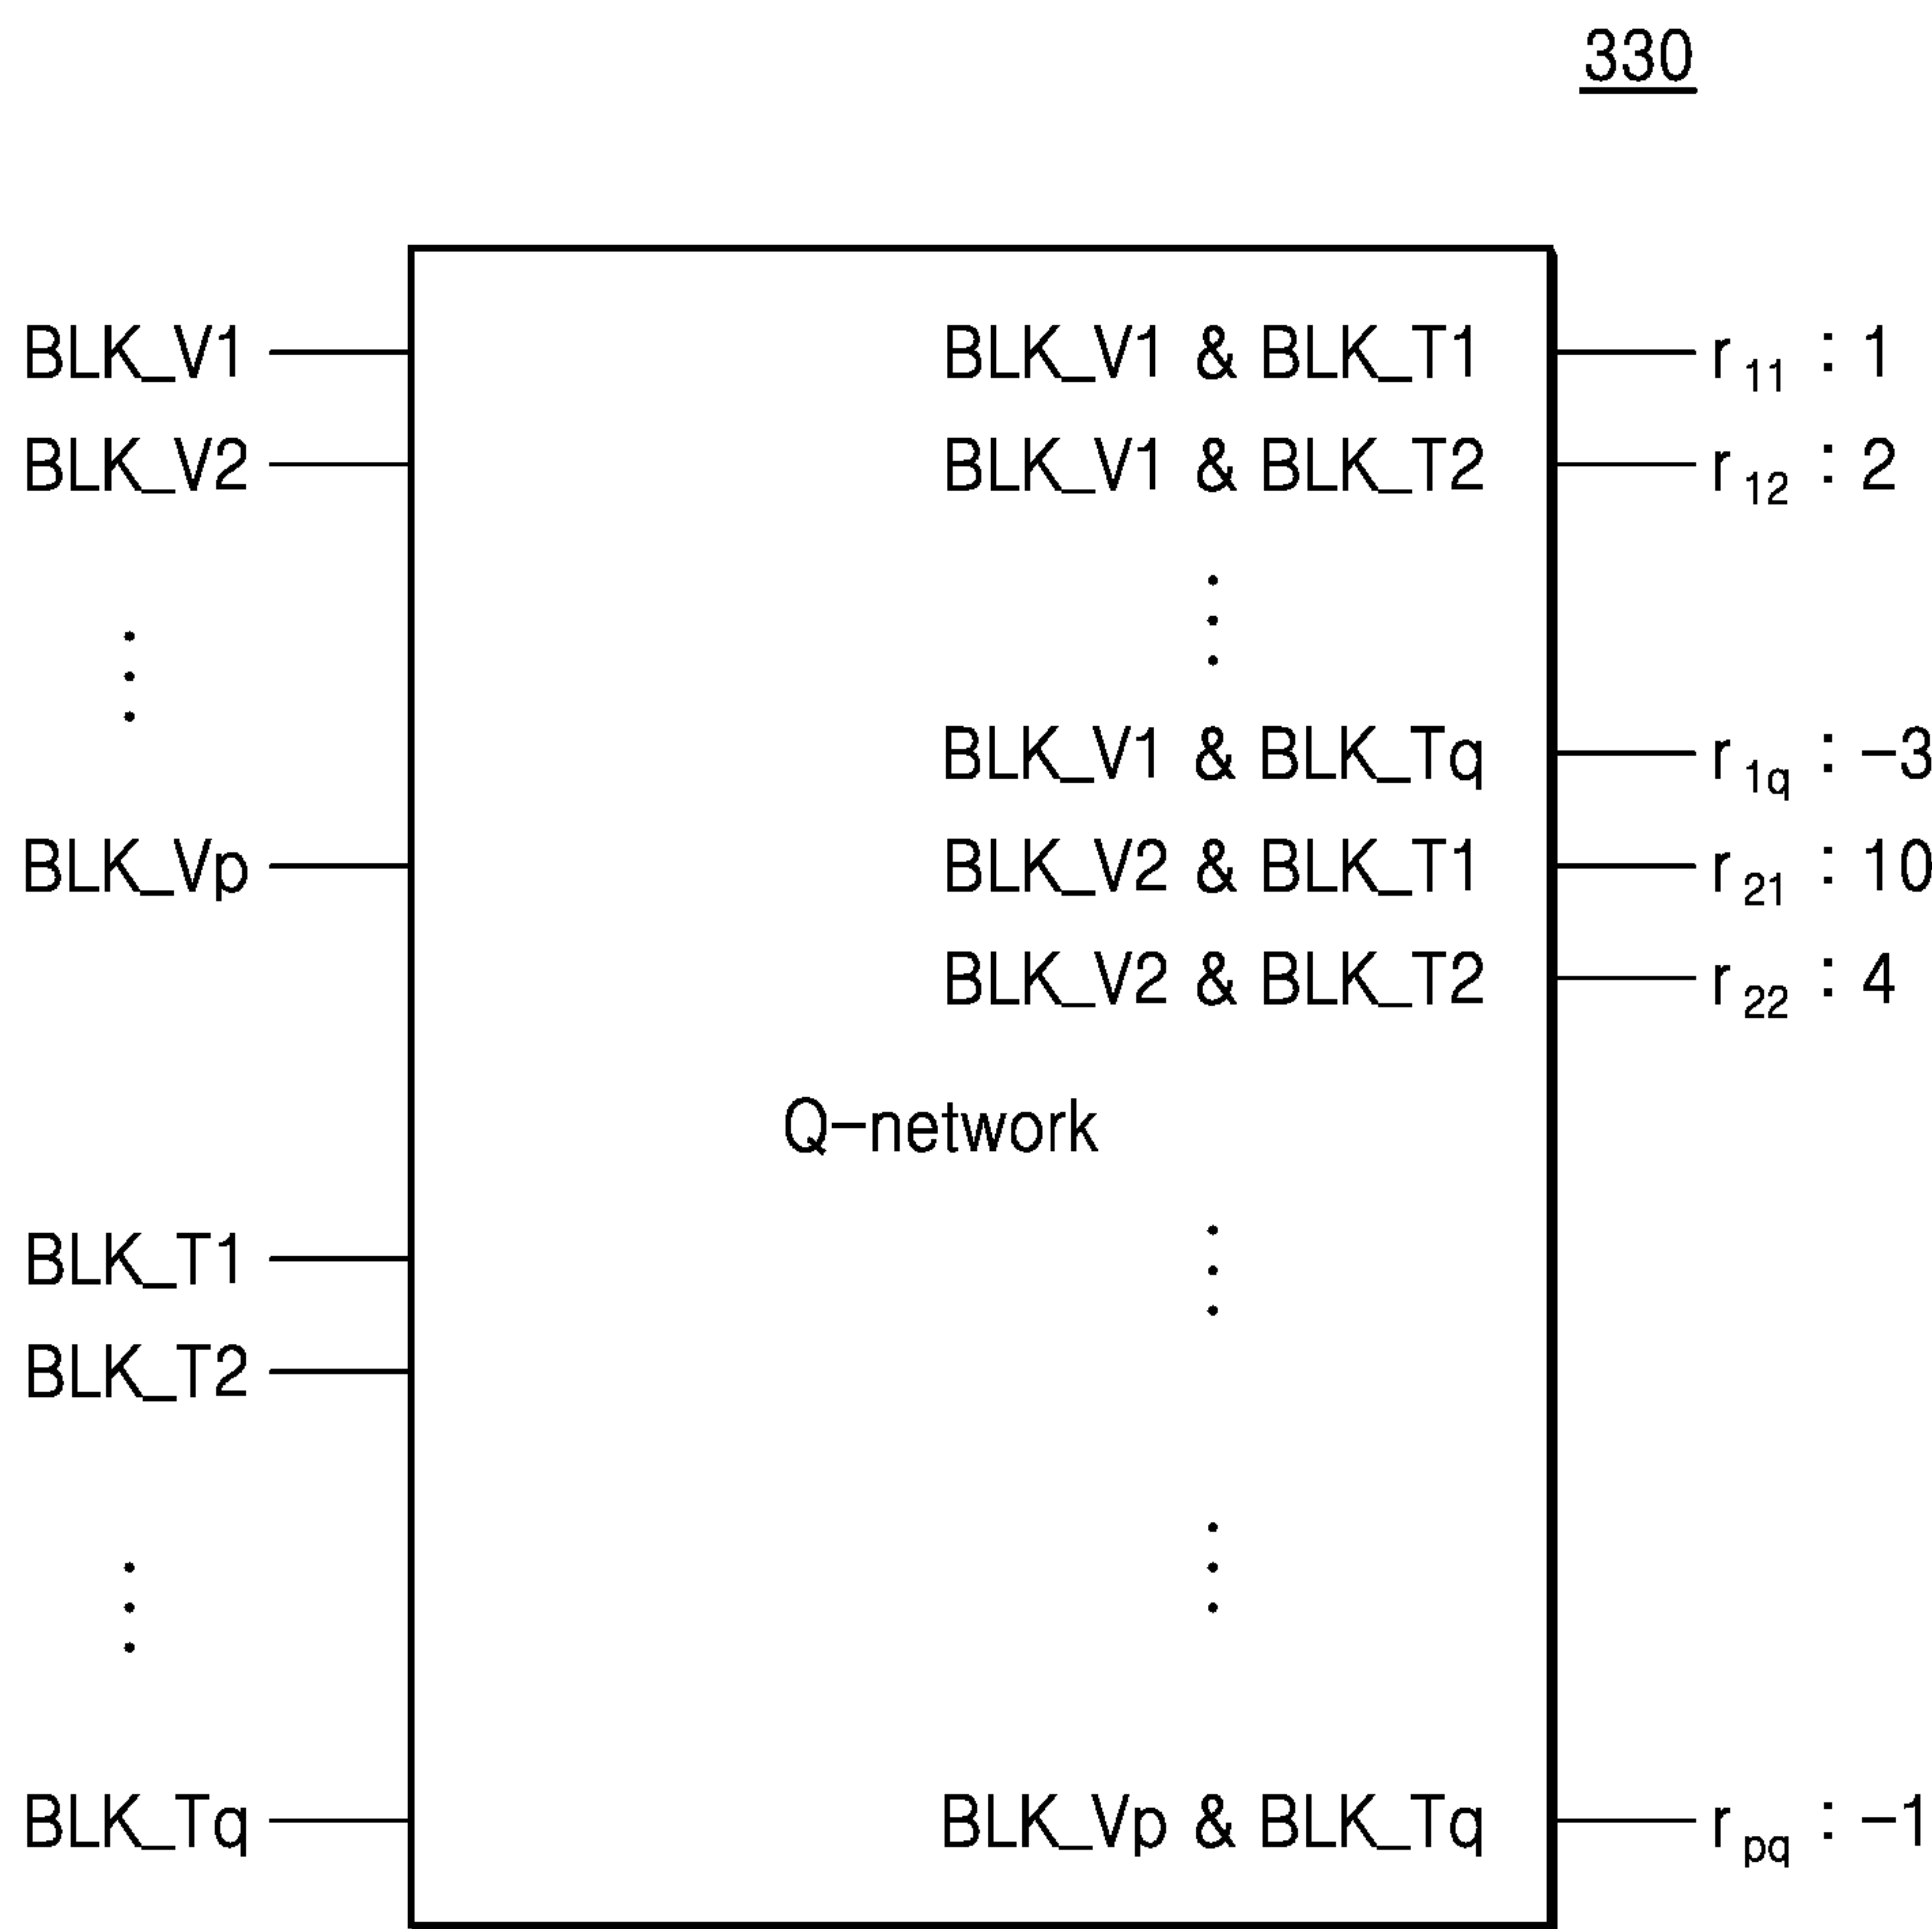 330
BLK_V1
BLK_V1 & BLK_T1
r11 : 1
BLK_V2
BLK_V1 & BLK_T2
r12 : 2
BLK_V1 & BLK_Tq
r1q : -3
BLK_Vp
BLK_V2 & BLK_T1
r21 : 10
BLK_V2 & BLK_T2
r22 : 4
Q-network
BLK_T1
BLK_T2
BLK_Tq
BLK_Vp & BLK_Tq
rpq : -1